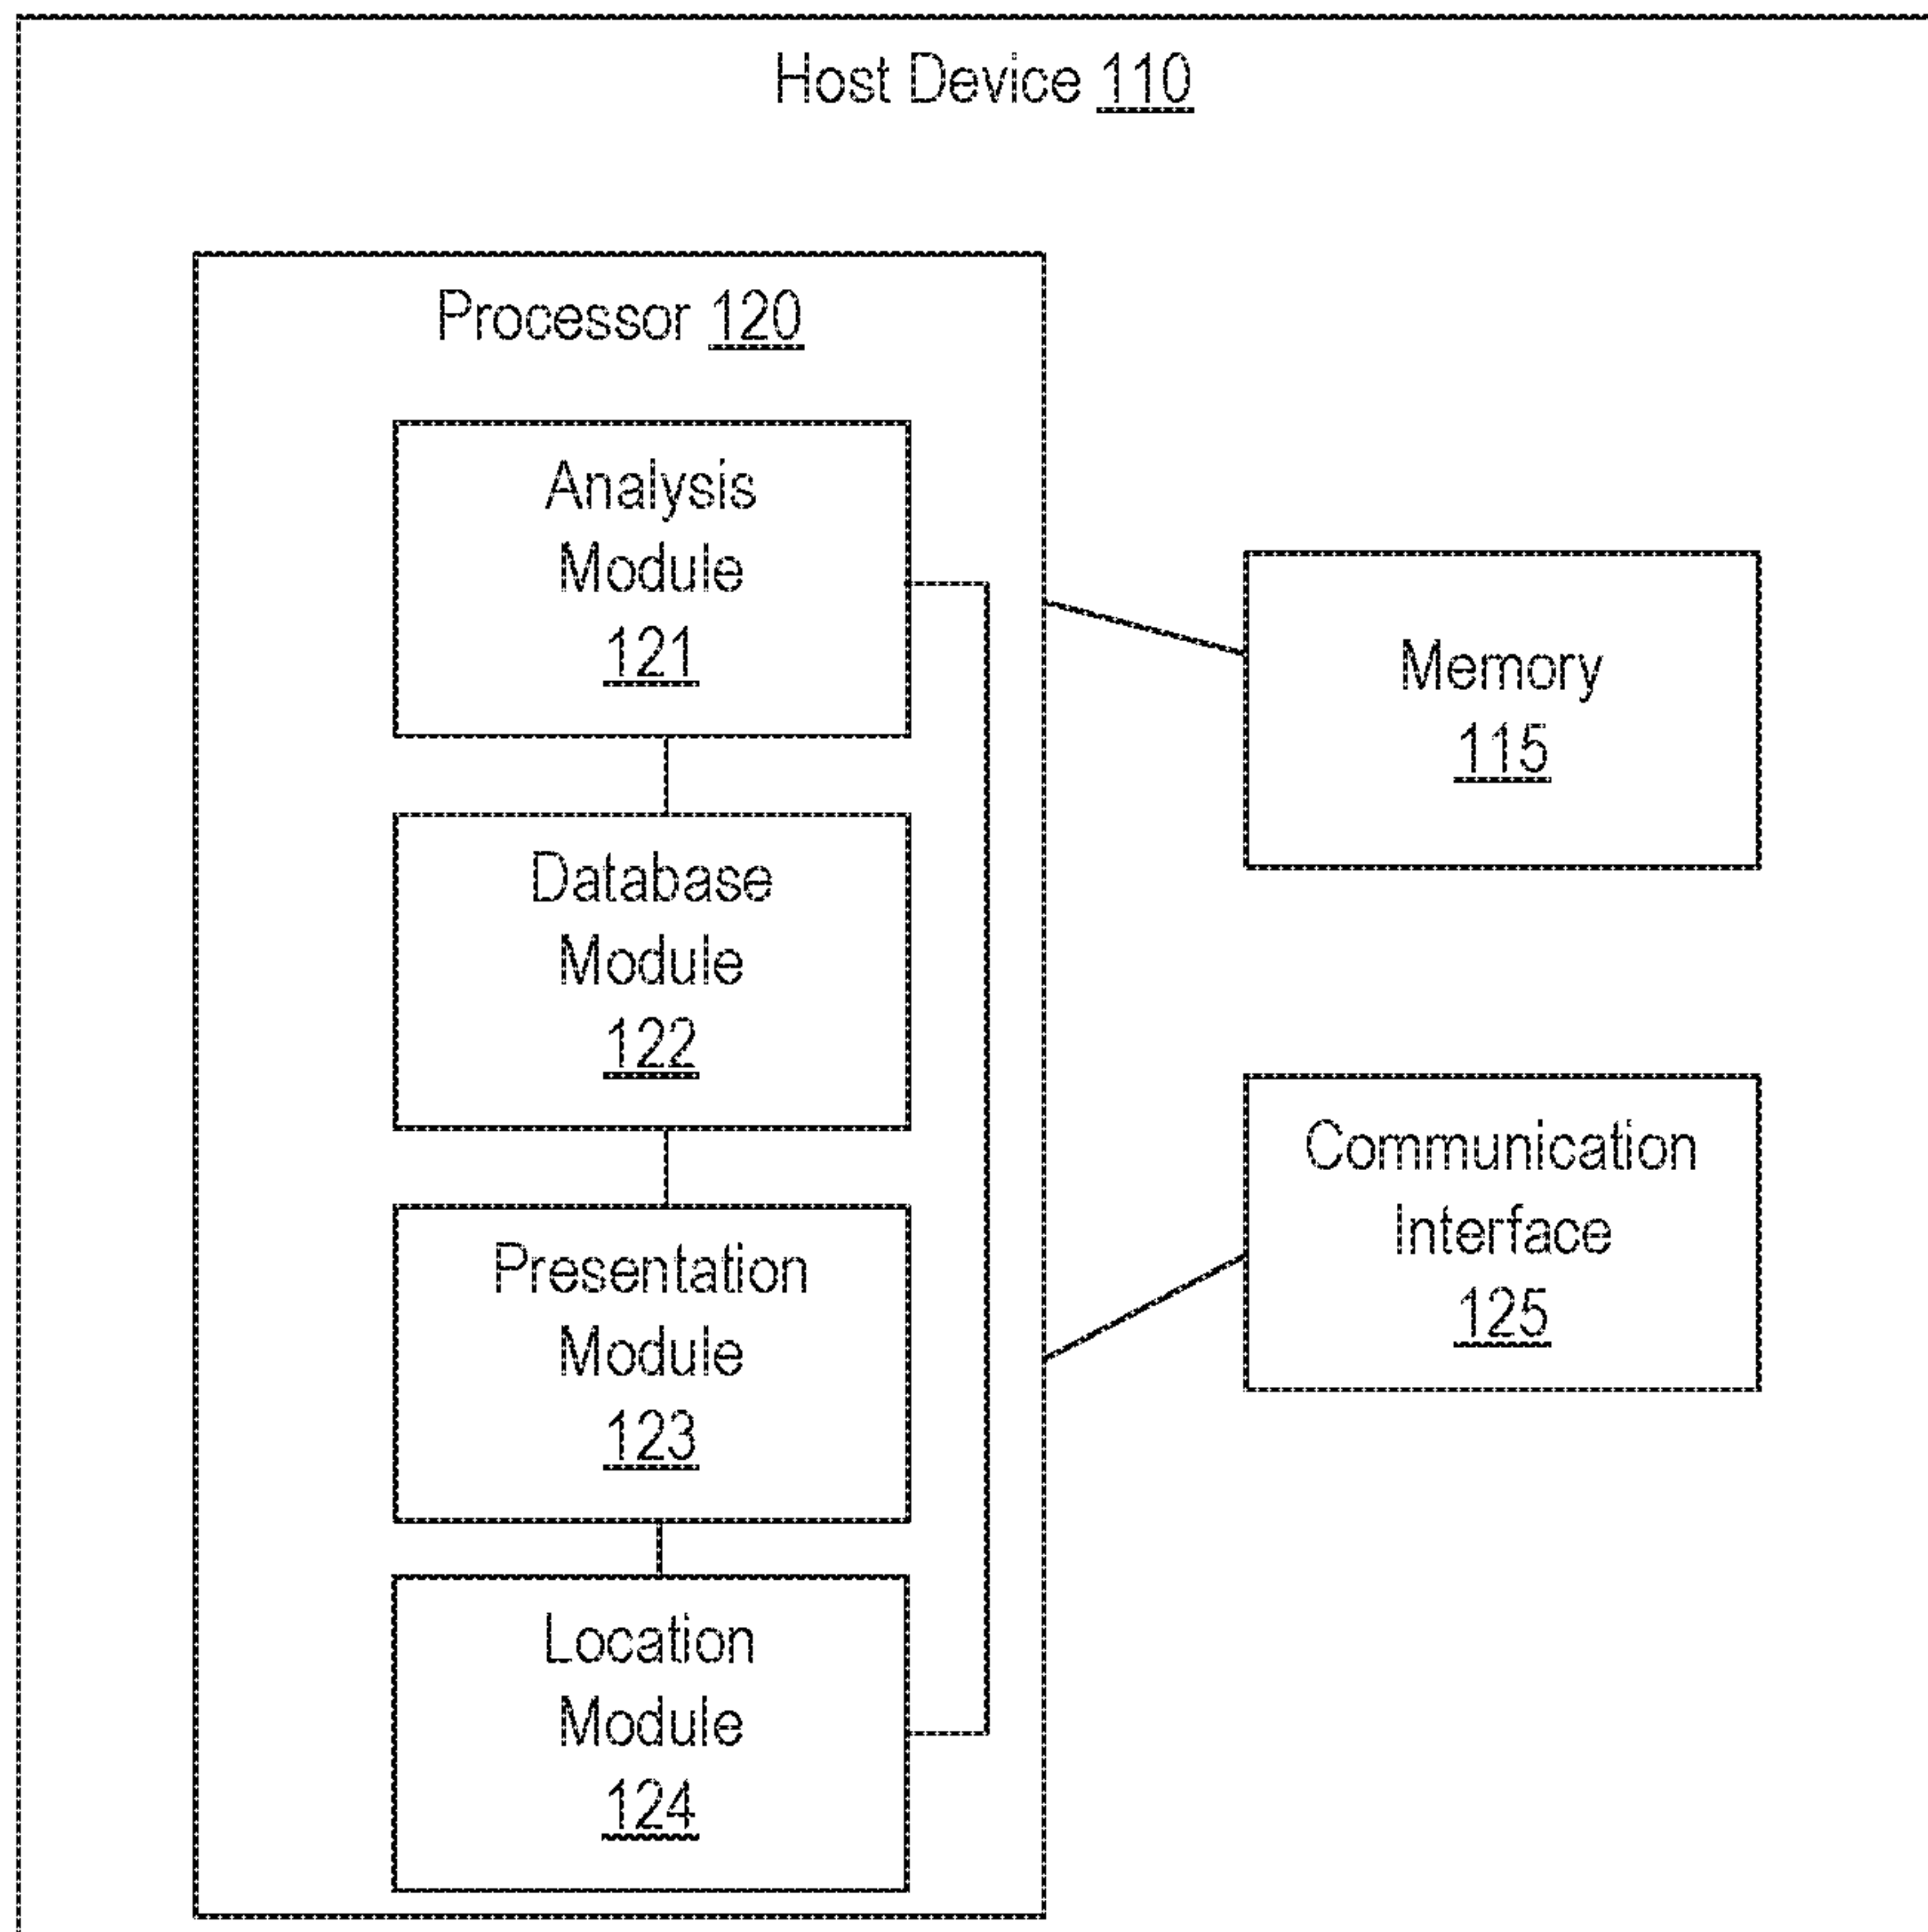 Host Device 110
Processor 120
Analysis
Module
121
Database
Module
122
Presentation
Module
123
Location
Module
124
Memory
115
Communication
Interface
125